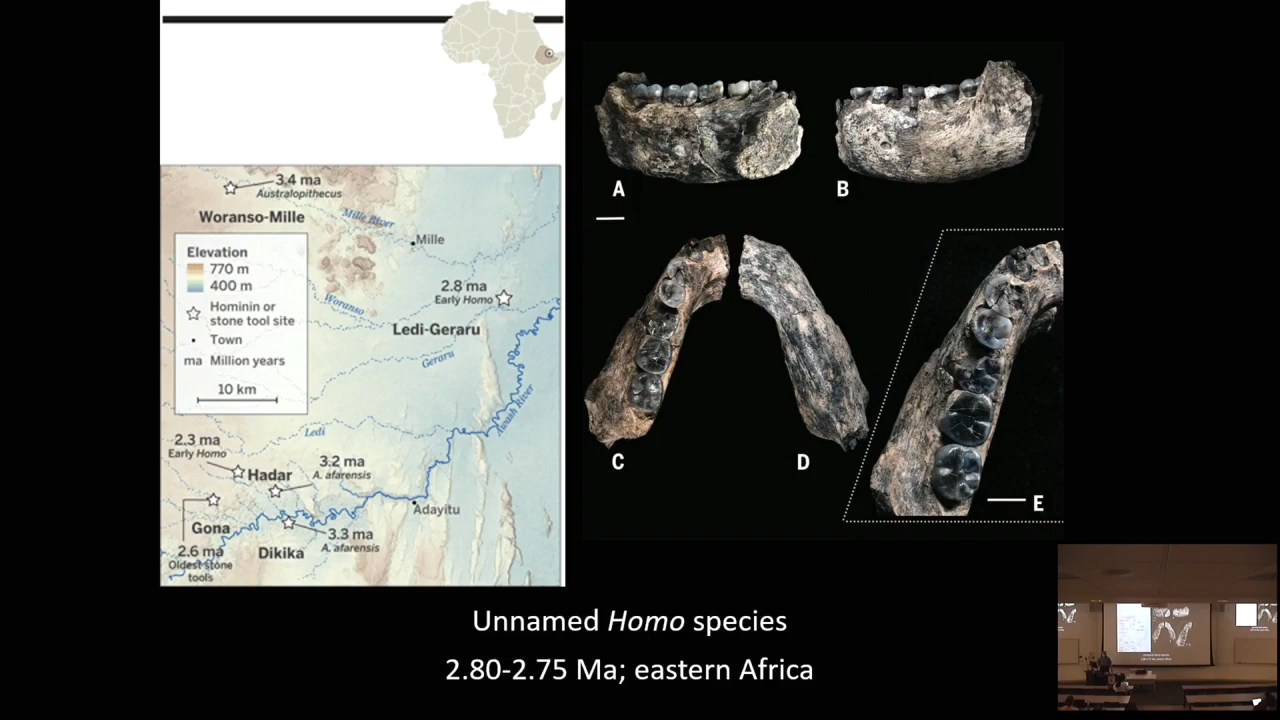 3.4 ma
Australopithecus
Woranso-Mille
Mille River
Mille
Elevation
770 m
400 m
Hominin or
stone tool site
Town
ma Million years
10 km
Woranso
2.8 ma
Early Homo
Ledi-Geraru
Geraru
Awash River
Ledi
2.3 ma
Early Homo
Hadar
3.2 ma
A. afarensis
Gona
2.6 ma
Oldest stone
tools
Dikika
3.3 ma
A. afarensis
Adayitu
A
B
C
D
E
Unnamed Homo species
2.80-2.75 Ma; eastern Africa